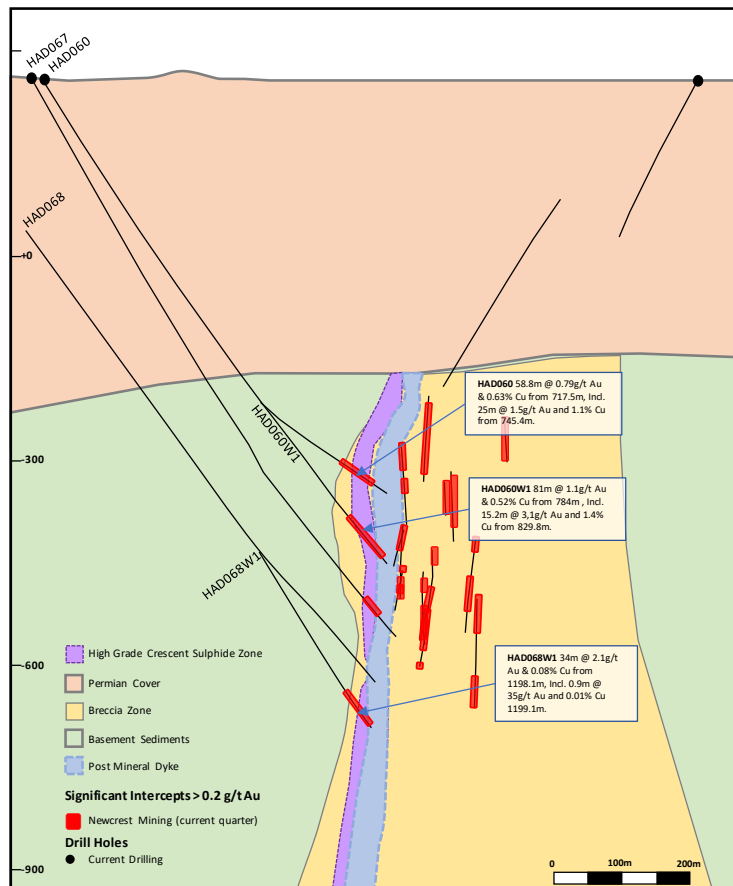 HAD067
HAD060
HAD068
+0
HAD060 58.8m @ 0.79g/t Au
& 0.63% Cu from 717.5m, Incl.
25m @ 1.5g/t Au and 1.1% Cu
from 745.4m.
HAD060W1
-300
HAD060W1 81m @ 1.1g/t Au
& 0.52% Cu from 784m , Incl.
15.2m @ 3,1g/t Au and 1.4%
Cu from 829.8m.
HAD068W1
-600
HAD068W1 34m @ 2.1g/t
Au & 0.08% Cu from
1198.1m, Incl. 0.9m @
35g/t Au and 0.01% Cu
1199.1m.
High Grade Crescent Sulphide Zone
Permian Cover
Breccia Zone
Basement Sediments
Post Mineral Dyke
Significant Intercepts > 0.2 g/t Au
Newcrest Mining (current quarter)
Drill Holes
Current Drilling
-900
0 100m 200m